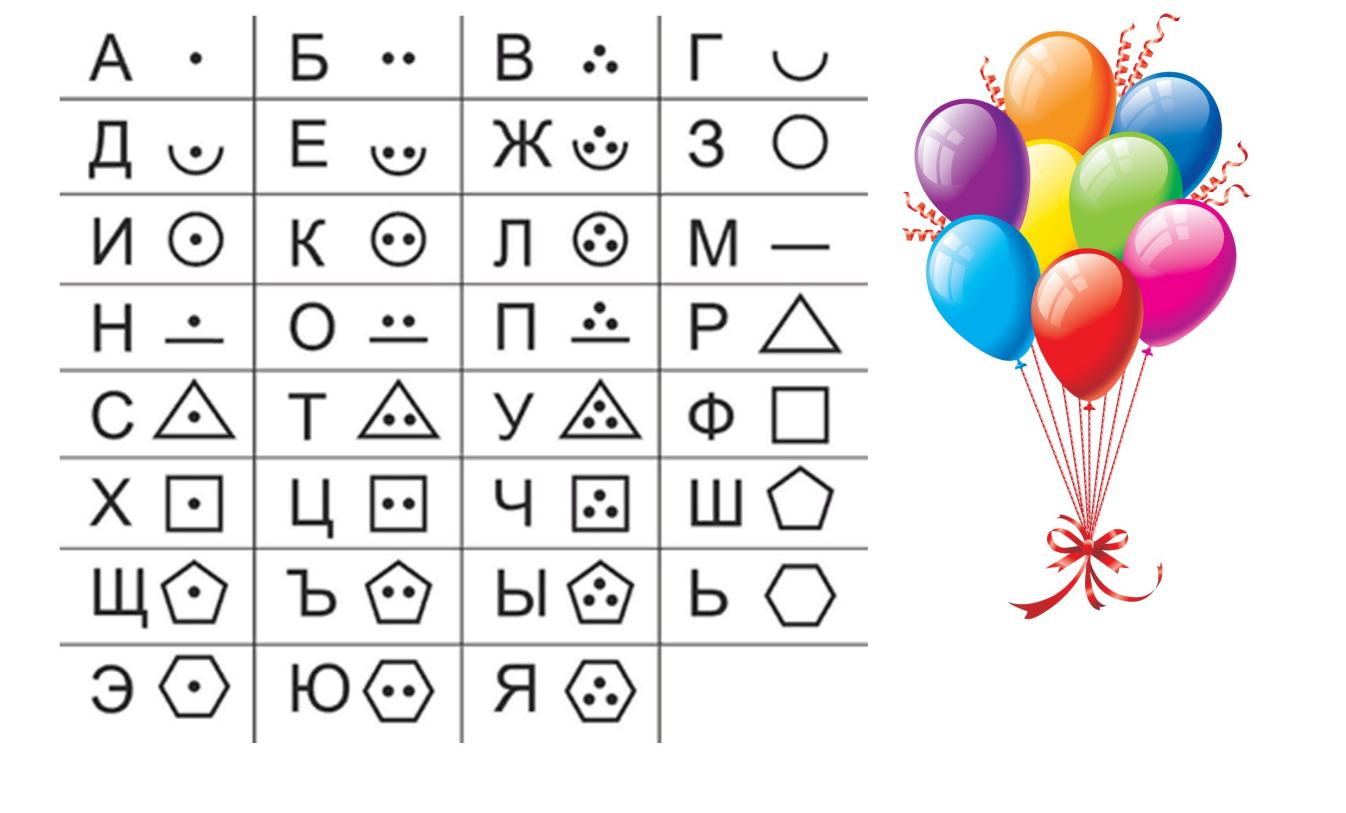 А Б В Г
Д Е Ж З
И К Л М
Н О П Р
С Т У Ф
Х Ц Ч Ш
Щ Ъ Ы Ь
Э Ю Я